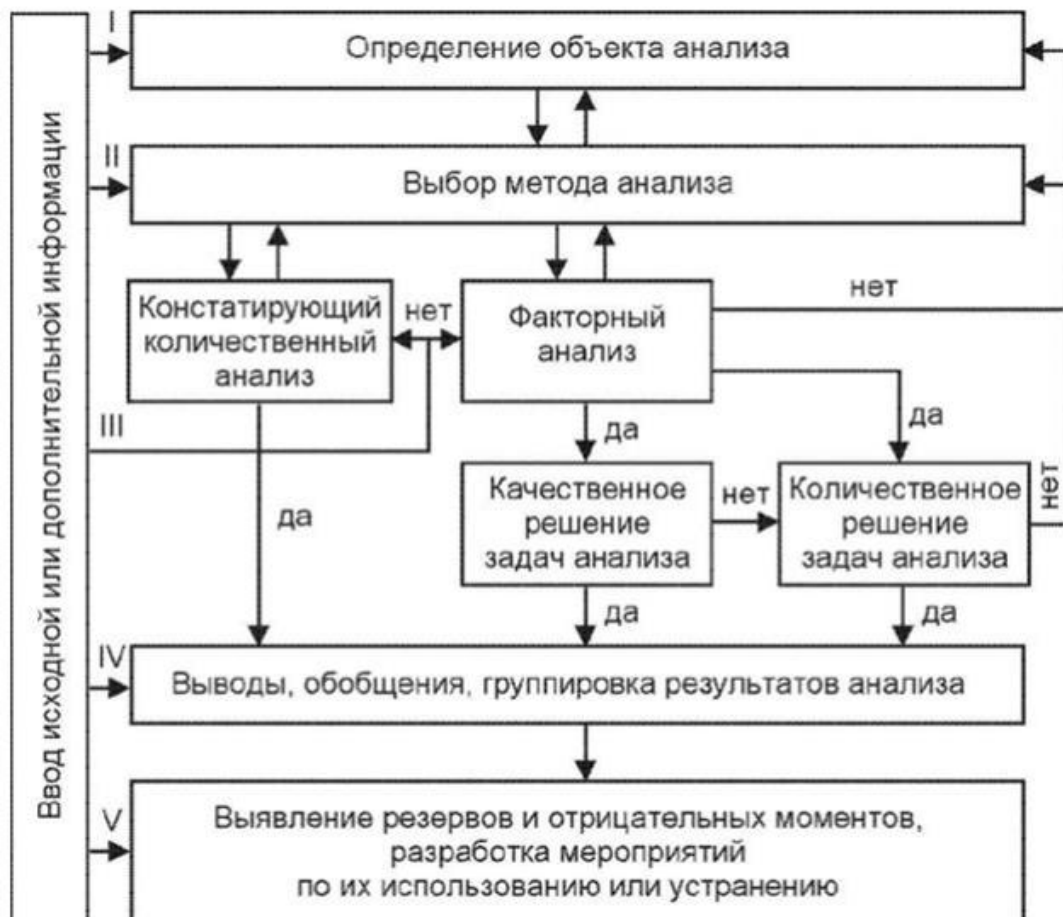 Ввод исходной или дополнительной информации
I
Определение объекта анализа
II
Выбор метода анализа
Констатирующий
количественный
анализ
нет
Факторный
анализ
нет
III
да
да
да
Качественное
решение
задач анализа
нет
Количественное
решение
задач анализа
нет
да
да
IV
Выводы, обобщения, группировка результатов анализа
V
Выявление резервов и отрицательных моментов,
разработка мероприятий
по их использованию или устранению